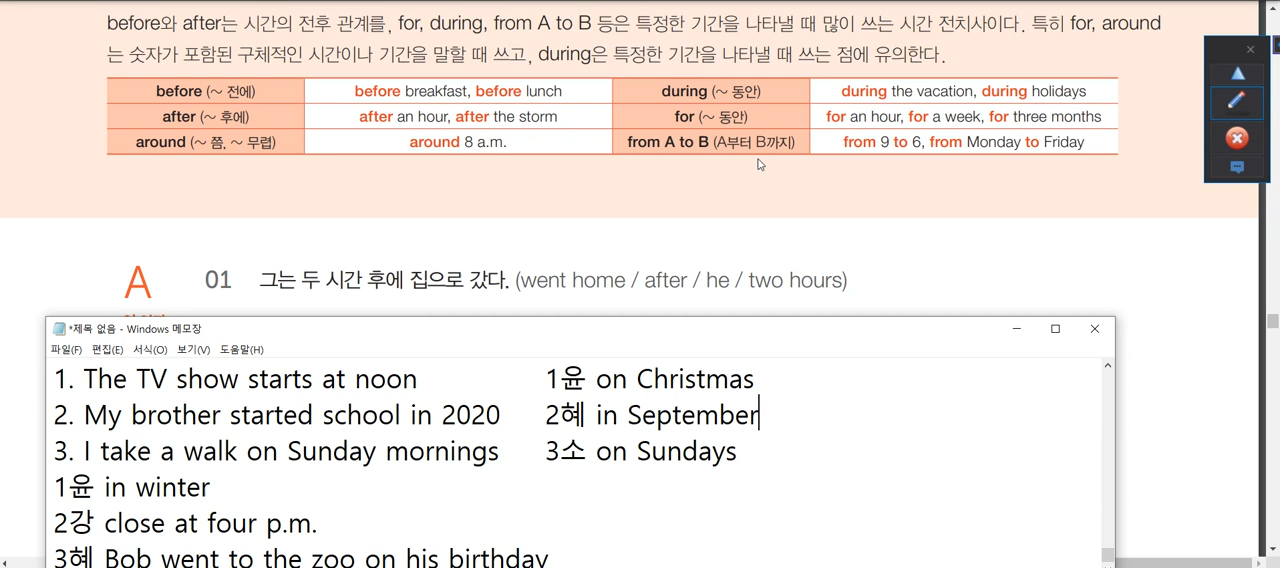 before와 after는 시간의 전후 관계를, for, during, from A to B 등은 특정한 기간을 나타낼 때 많이 쓰는 시간 전치사이다. 특히 for, around
는 숫자가 포함된 구체적인 시간이나 기간을 말할 때 쓰고, during은 특정한 기간을 나타낼 때 쓰는 점에 유의한다.
before (~ 전에) before breakfast, before lunch during (~ 동안) during the vacation, during holidays
after (~ 후에) after an hour, after the storm for (~ 동안) for an hour, for a week, for three months
around (~ 쯤, ~ 무렵) around 8 a.m. from A to B (A부터 B까지) from 9 to 6, from Monday to Friday
A 01 그는 두 시간 후에 집으로 갔다. (went home / after / he / two hours)
*제목 없음 - Windows 메모장
파일(F) 편집(E) 서식(O) 보기(V) 도움말(H)
1. The TV show starts at noon 1윤 on Christmas
2. My brother started school in 2020 2혜 in September
3. I take a walk on Sunday mornings 3소 on Sundays
1윤 in winter
2강 close at four p.m.
3혜 Bob went to the zoo on his birthday